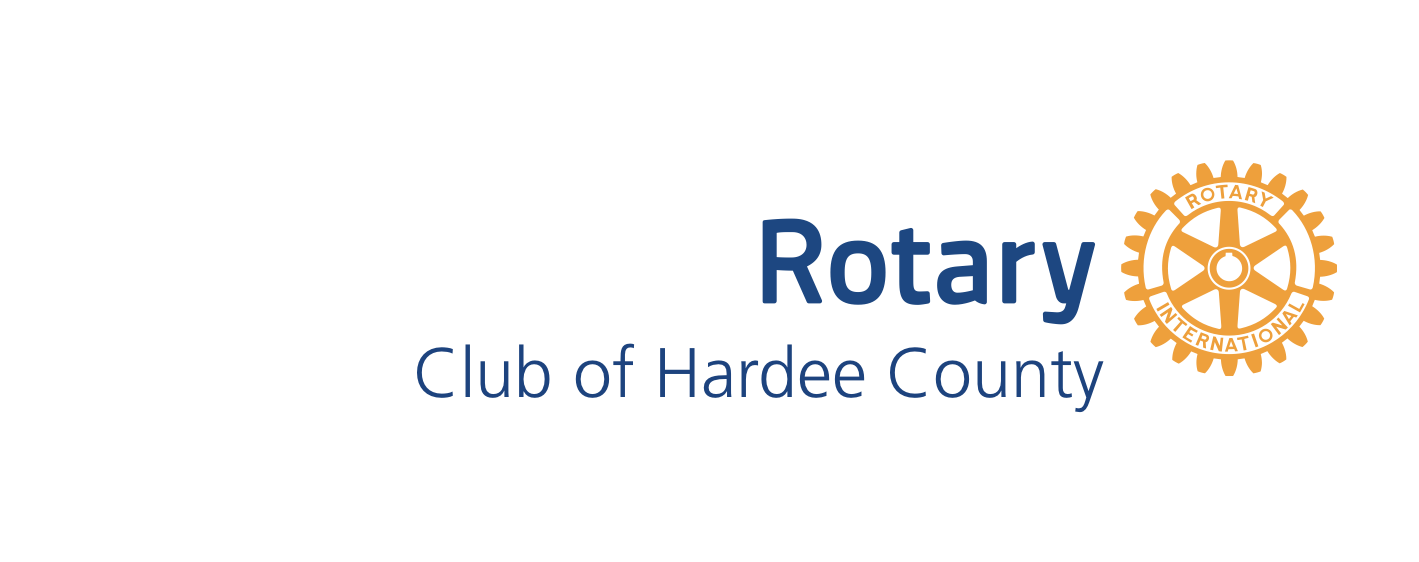 Rotary
Club of Hardee County
ROTARY
INTERNATIONAL